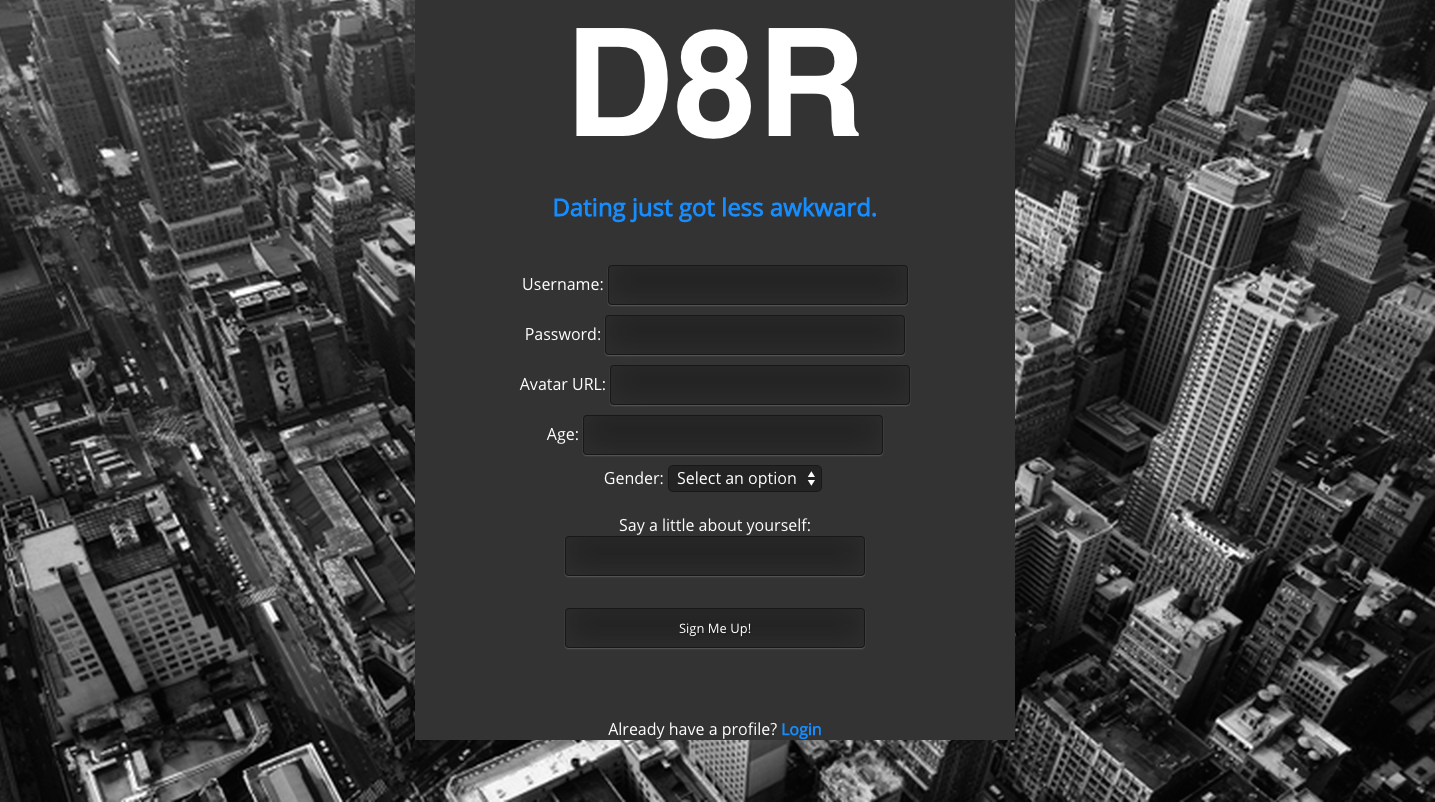 D8R
Dating just got less awkward.
Username:
Password:
Avatar URL:
Age:
Gender: Select an option
Say a little about yourself:
Sign Me Up!
Already have a profile? Login
MACY'S